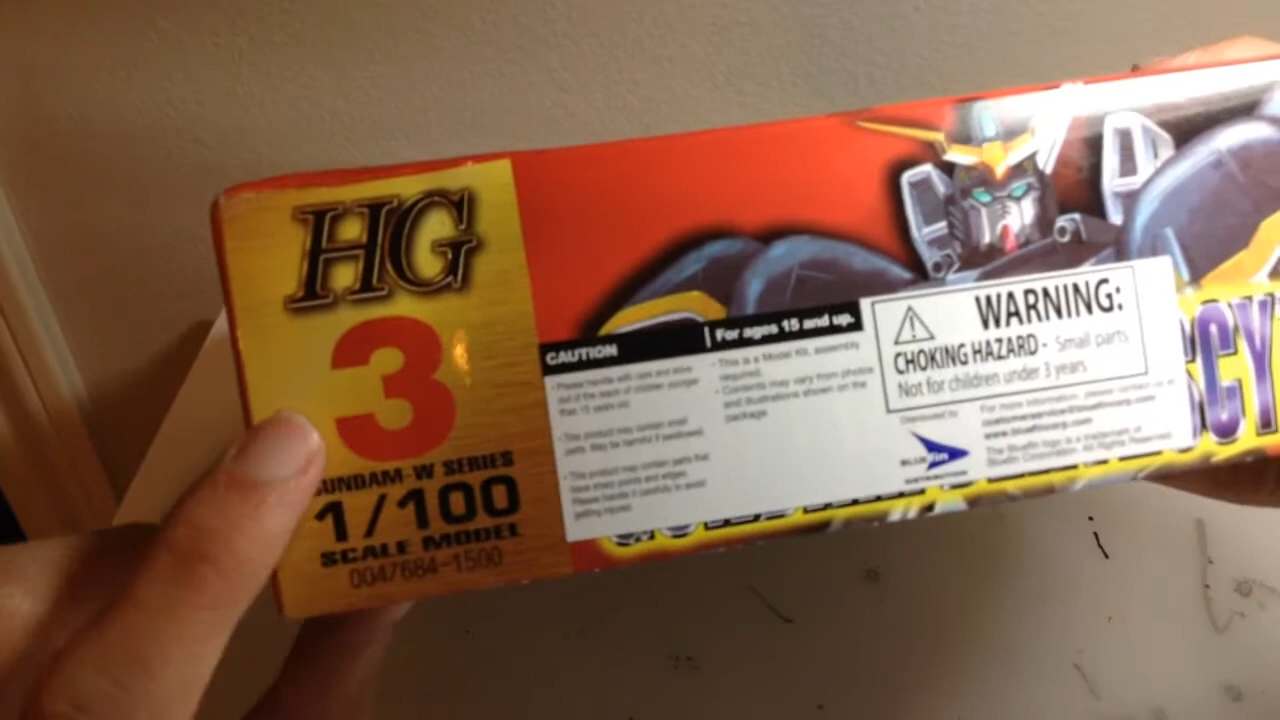 HG
3
GUNDAM-W SERIES
1/100
SCALE MODEL
0047684-1500
CAUTION
For ages 15 and up.
· Please handle with care and store
out of the reach of children younger
than 15 years old.
· This product may contain small
parts. May be harmful if swallowed.
· This product may contain parts that
have sharp points and edges.
Please handle it carefully to avoid
getting injured.
· This is a Model Kit, assembly
required.
· Contents may vary from photos
and illustrations shown on the
package.
WARNING:
CHOKING HAZARD - Small parts
Not for children under 3 years
Distributed by
BLUEFIN
DISTRIBUTION
For more information, please contact us at
customerservice@bluefincorp.com
www.bluefincorp.com
The Bluefin logo is a trademark of
Bluefin Corporation. All Rights Reserved.
SCY